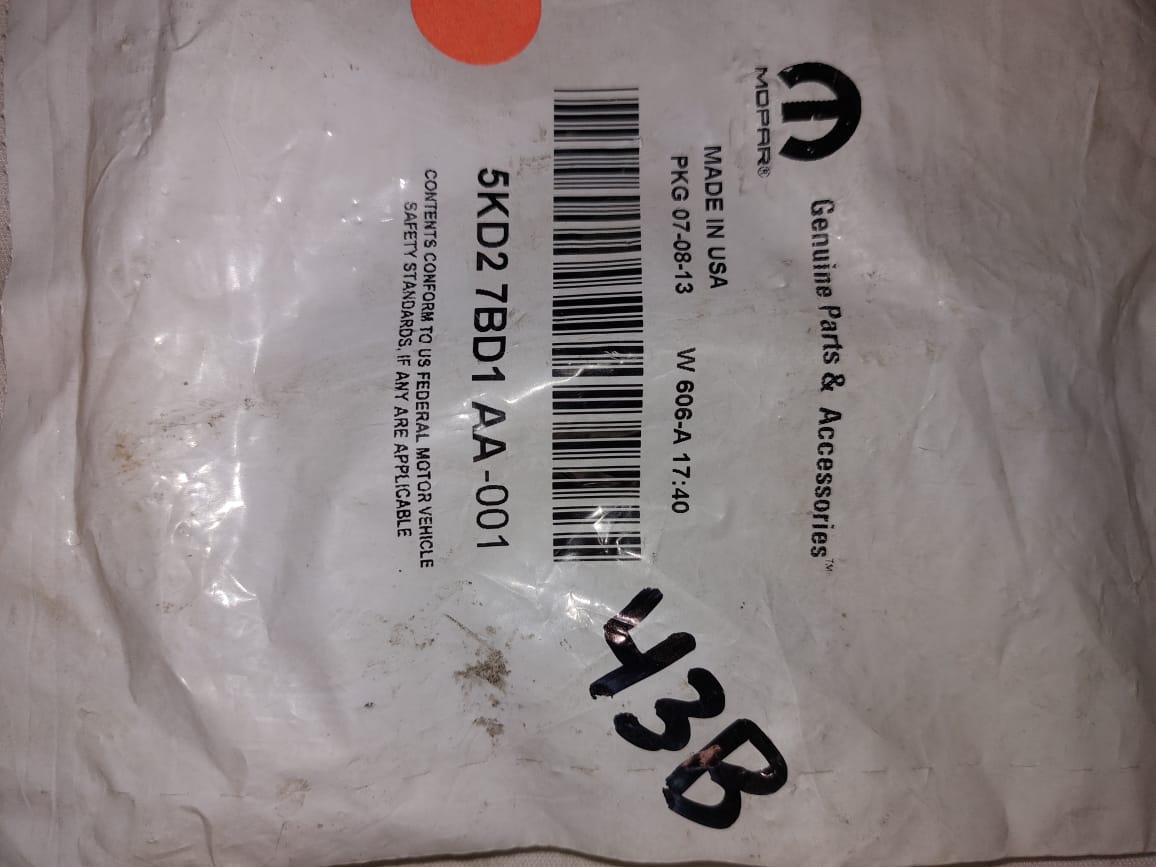 MOPAR®
Genuine Parts & Accessories™
MADE IN USA
PKG 07-08-13 W 606-A 17:40
5KD2 7BD1 AA -001
CONTENTS CONFORM TO US FEDERAL MOTOR VEHICLE
SAFETY STANDARDS, IF ANY ARE APPLICABLE
43B